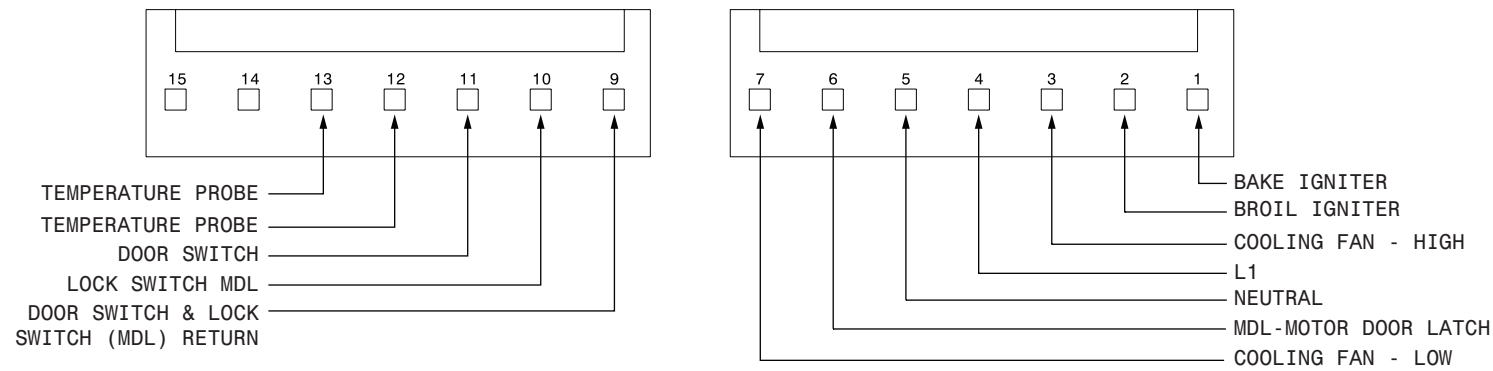 15 14 13 12 11 10 9
7 6 5 4 3 2 1
TEMPERATURE PROBE
TEMPERATURE PROBE
DOOR SWITCH
LOCK SWITCH MDL
DOOR SWITCH & LOCK
SWITCH (MDL) RETURN
BAKE IGNITER
BROIL IGNITER
COOLING FAN - HIGH
L1
NEUTRAL
MDL-MOTOR DOOR LATCH
COOLING FAN - LOW